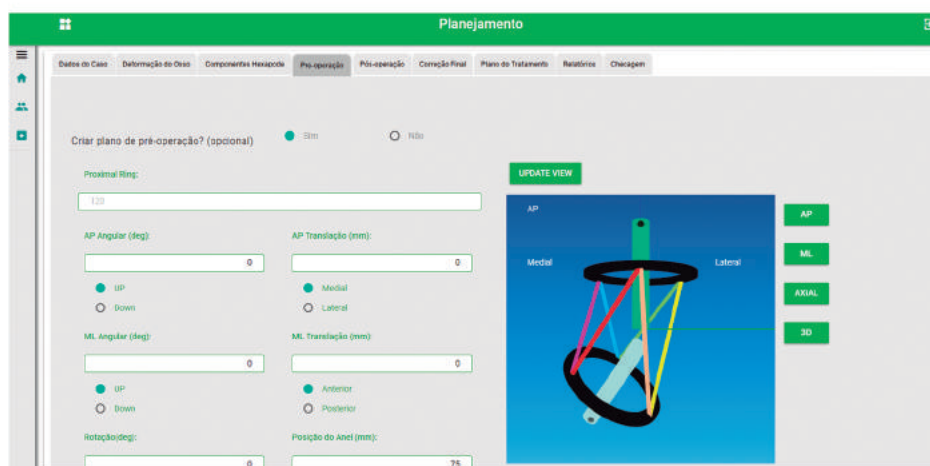 Planejamento
Dados do Caso Deformação do Osso Componentes Hexapode Pré-operação Pós-operação Correção Final Plano do Tratamento Relatórios Checagem
Criar plano de pré-operação? (opcional) Sim Não
Proximal Ring:
120
AP Angular (deg): AP Translação (mm):
0 0
UP Medial
Down Lateral
ML Angular (deg): ML Translação (mm):
0 0
UP Anterior
Down Posterior
Rotação(deg): Posição do Anel (mm):
0 75
UPDATE VIEW
AP
Medial Lateral
AP
ML
AXIAL
3D